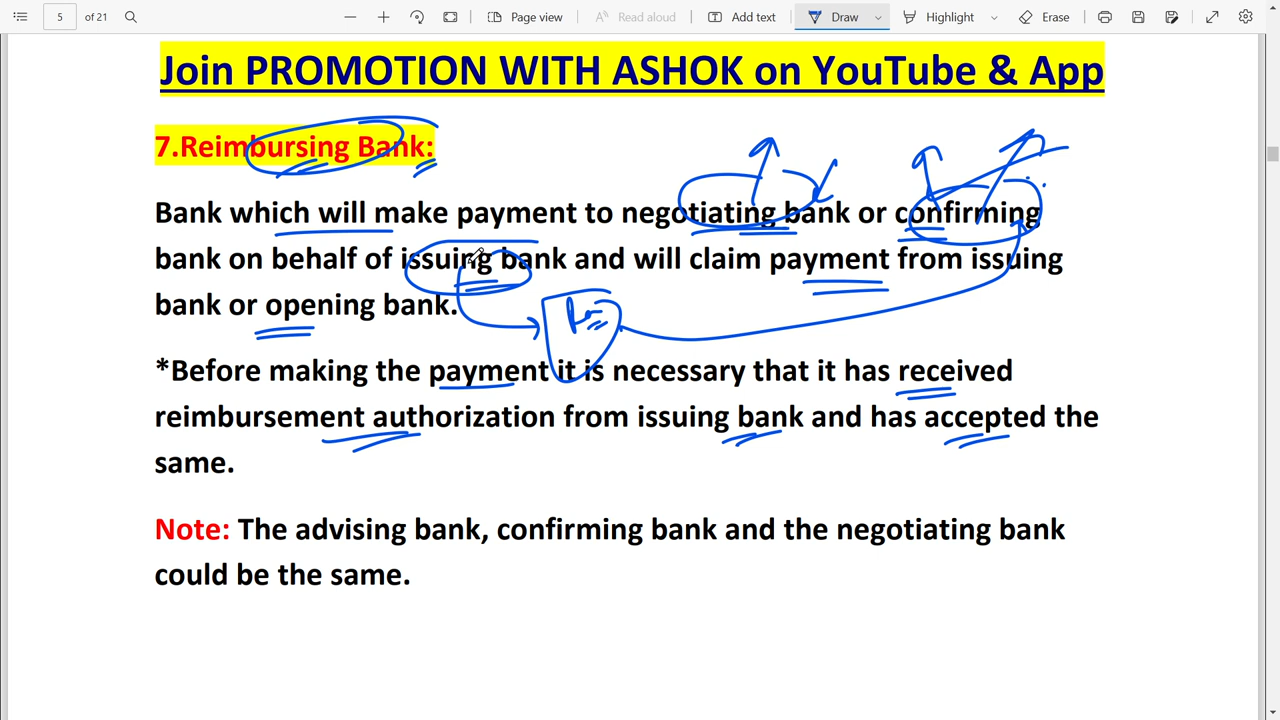 5 of 21 Page view Read aloud Add text Draw Highlight Erase
Join PROMOTION WITH ASHOK on YouTube & App
7.Reimbursing Bank:
Bank which will make payment to negotiating bank or confirming
bank on behalf of issuing bank and will claim payment from issuing
bank or opening bank.
*Before making the payment it is necessary that it has received
reimbursement authorization from issuing bank and has accepted the
same.
Note: The advising bank, confirming bank and the negotiating bank
could be the same.